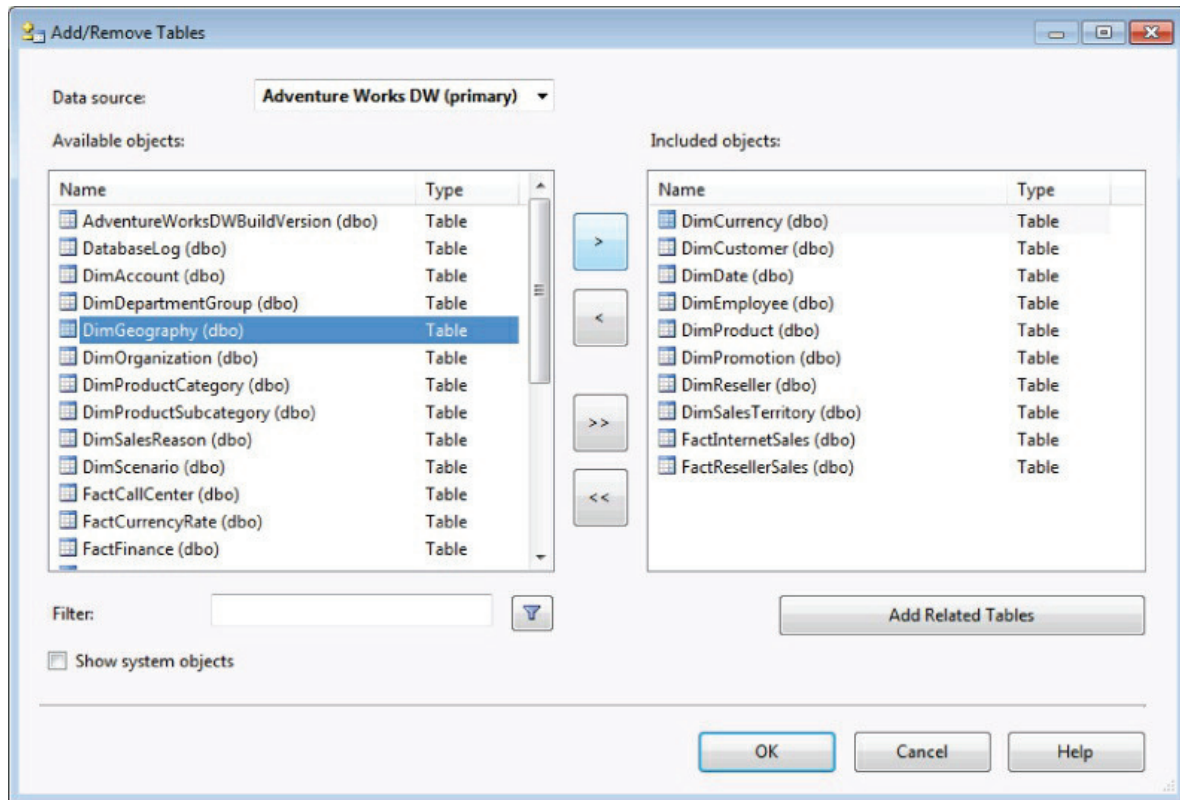 Add/Remove Tables
Data source: Adventure Works DW (primary)
Available objects:
Name Type
AdventureWorksDWBuildVersion (dbo) Table
DatabaseLog (dbo) Table
DimAccount (dbo) Table
DimDepartmentGroup (dbo) Table
DimGeography (dbo) Table
DimOrganization (dbo) Table
DimProductCategory (dbo) Table
DimProductSubcategory (dbo) Table
DimSalesReason (dbo) Table
DimScenario (dbo) Table
FactCallCenter (dbo) Table
FactCurrencyRate (dbo) Table
FactFinance (dbo) Table
>
<
>>
<<
Included objects:
Name Type
DimCurrency (dbo) Table
DimCustomer (dbo) Table
DimDate (dbo) Table
DimEmployee (dbo) Table
DimProduct (dbo) Table
DimPromotion (dbo) Table
DimReseller (dbo) Table
DimSalesTerritory (dbo) Table
FactInternetSales (dbo) Table
FactResellerSales (dbo) Table
Filter:
Add Related Tables
Show system objects
OK Cancel Help